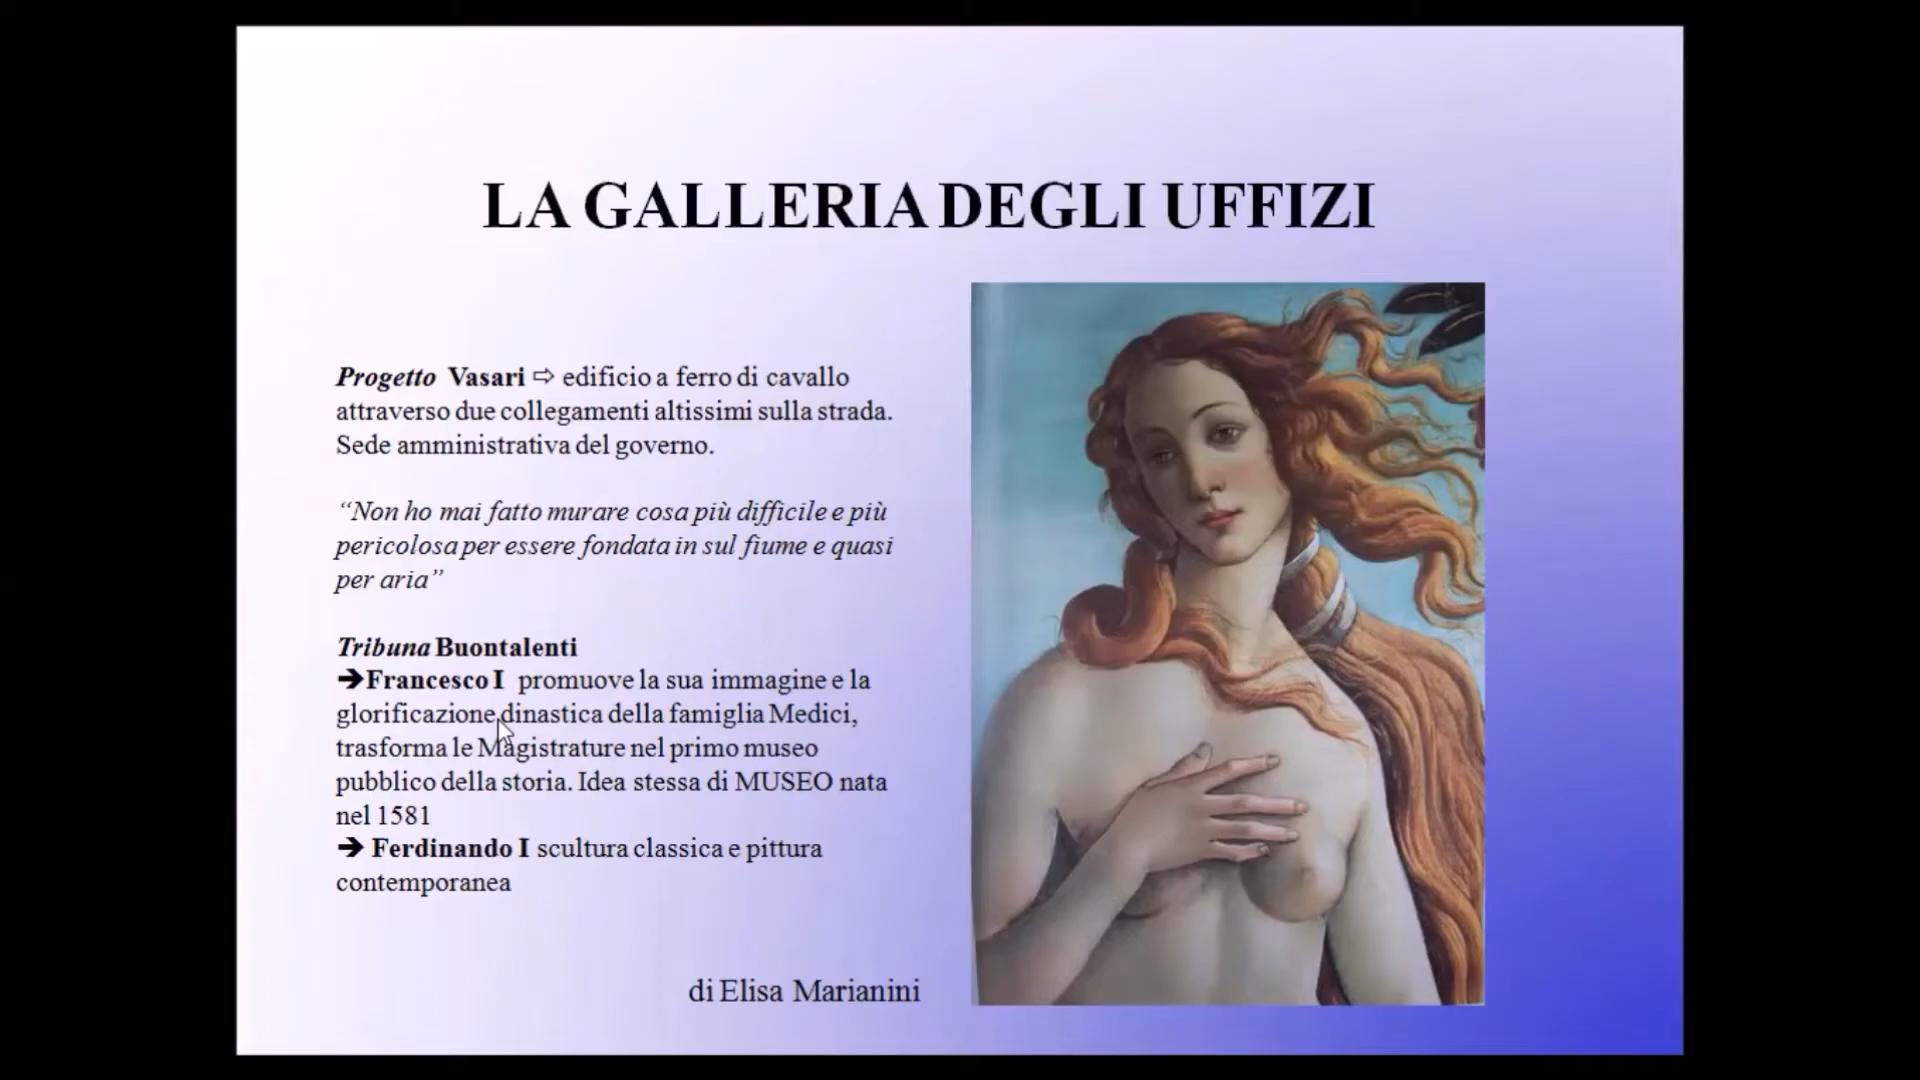 LA GALLERIA DEGLI UFFIZI
Progetto Vasari ⇨ edificio a ferro di cavallo
attraverso due collegamenti altissimi sulla strada.
Sede amministrativa del governo.
“Non ho mai fatto murare cosa più difficile e più
pericolosa per essere fondata in sul fiume e quasi
per aria”
Tribuna Buontalenti
➔Francesco I promuove la sua immagine e la
glorificazione dinastica della famiglia Medici,
trasforma le Magistrature nel primo museo
pubblico della storia. Idea stessa di MUSEO nata
nel 1581
➔ Ferdinando I scultura classica e pittura
contemporanea
di Elisa Marianini